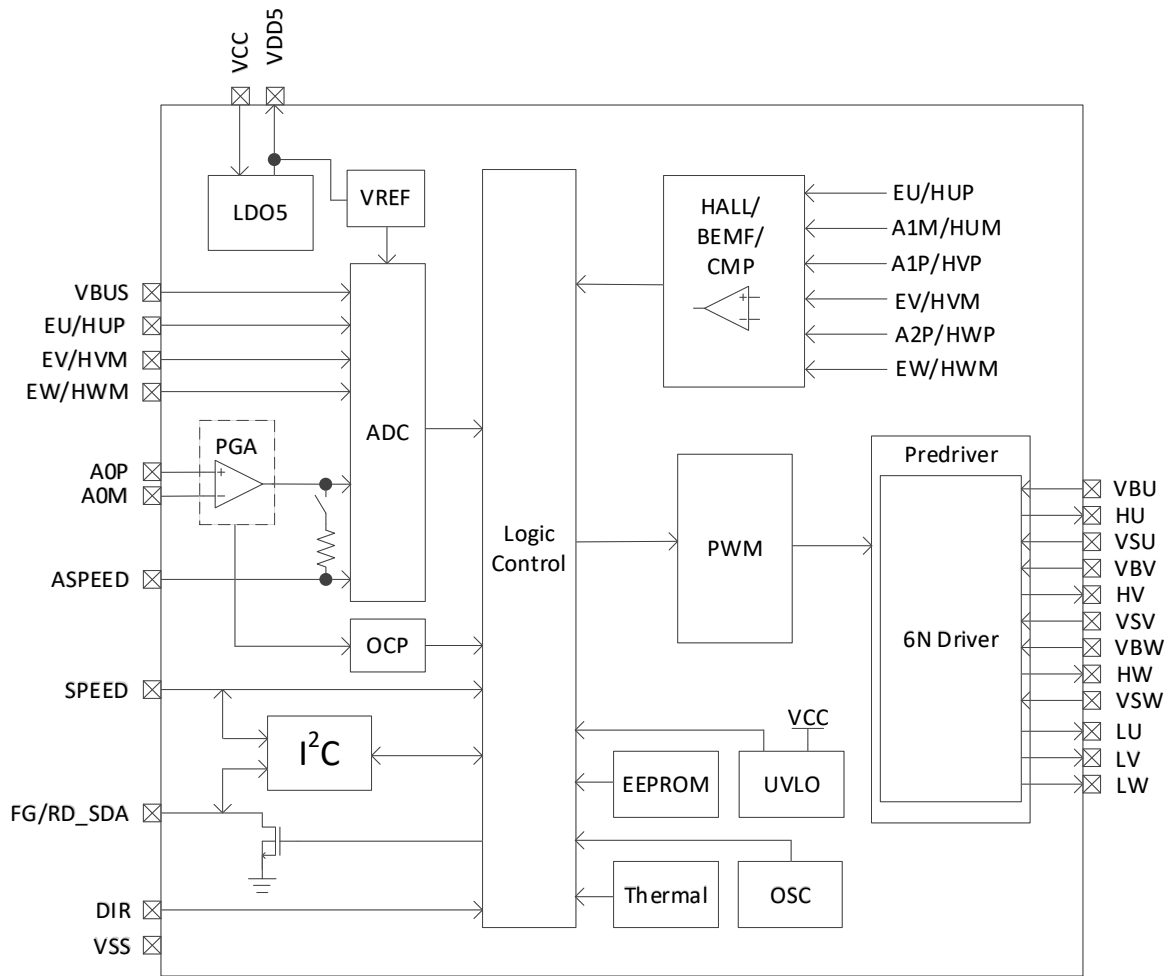 VCC
VDD5
LDO5
VREF
VBUS
EU/HUP
EV/HVM
EW/HWM
PGA
+
−
A0P
A0M
ADC
ASPEED
OCP
SPEED
I²C
FG/RD_SDA
DIR
VSS
Logic
Control
HALL/
BEMF/
CMP
+
−
EU/HUP
A1M/HUM
A1P/HVP
EV/HVM
A2P/HWP
EW/HWM
PWM
Predriver
6N Driver
VBU
HU
VSU
VBV
HV
VSV
VBW
HW
VSW
LU
LV
LW
VCC
EEPROM
UVLO
Thermal
OSC